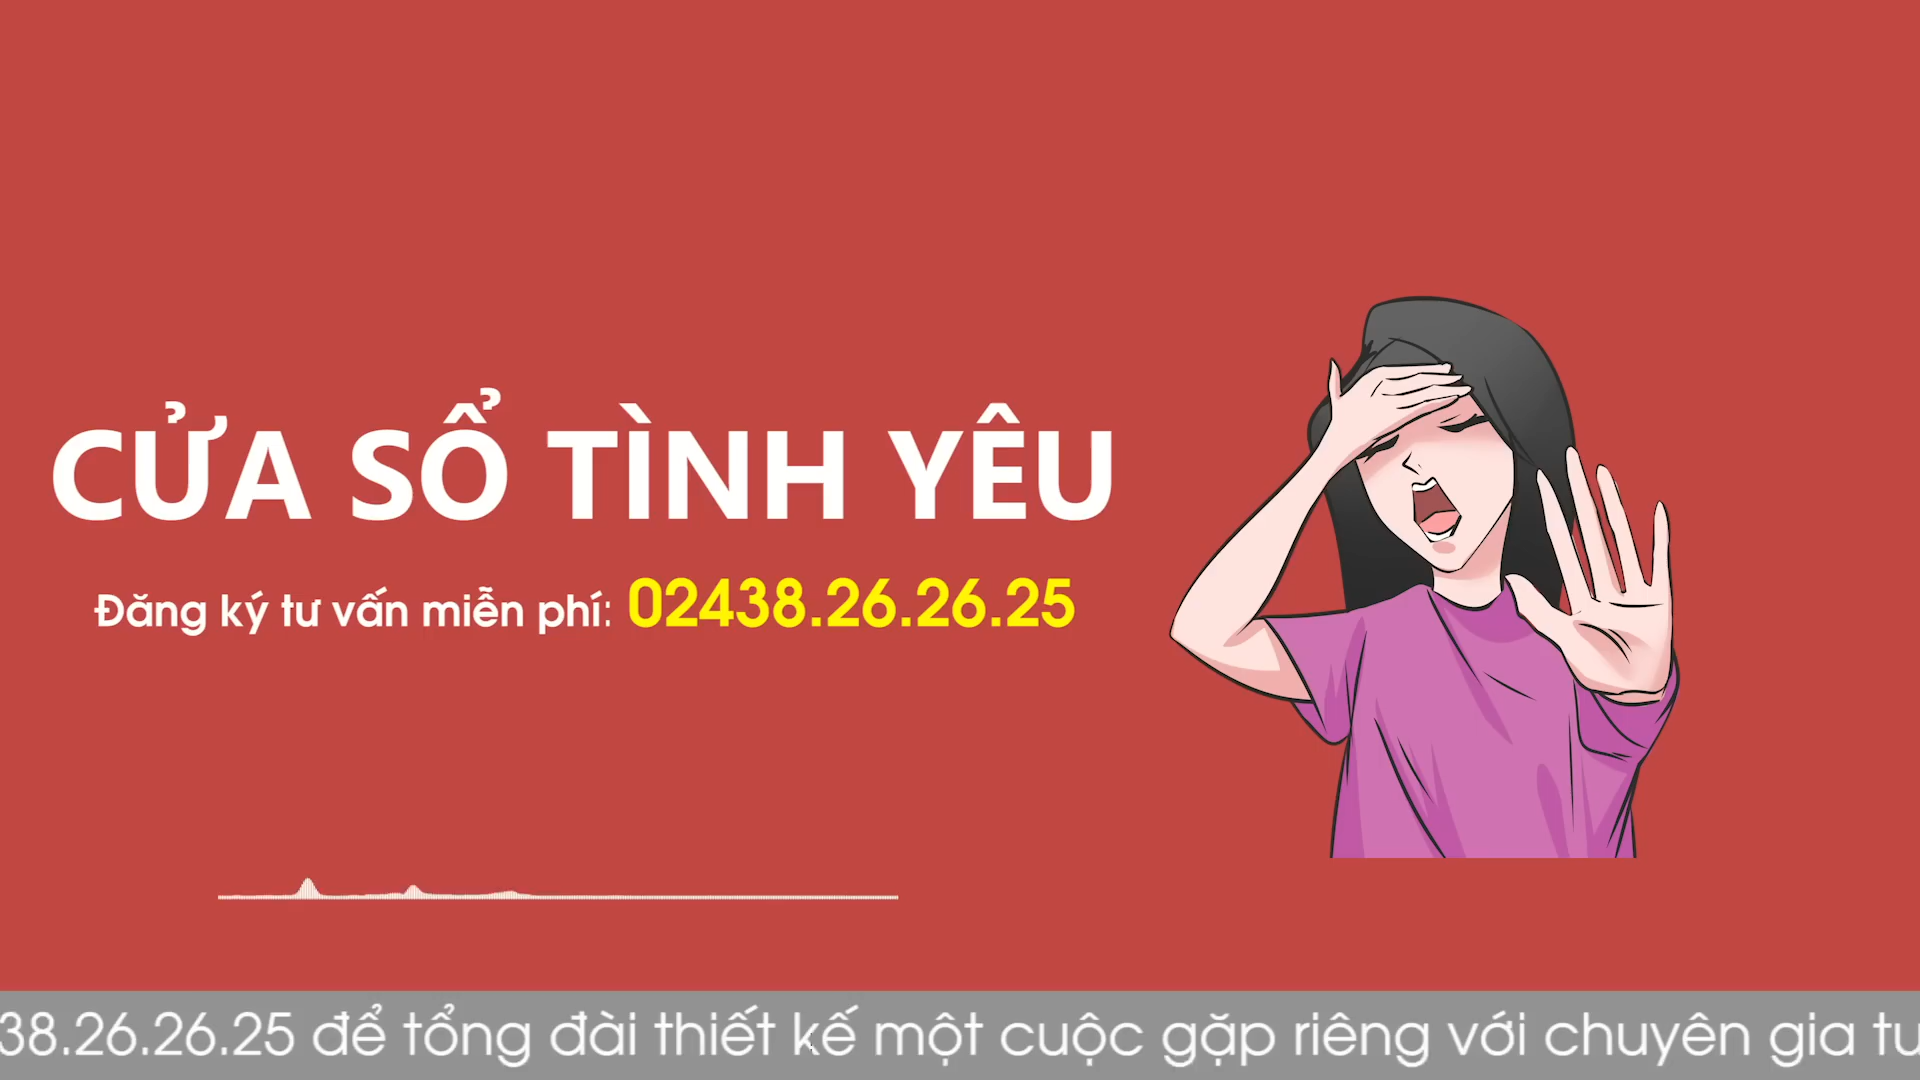 CỬA SỔ TÌNH YÊU
Đăng ký tư vấn miễn phí: 02438.26.26.25
38.26.26.25 để tổng đài thiết kế một cuộc gặp riêng với chuyên gia tư